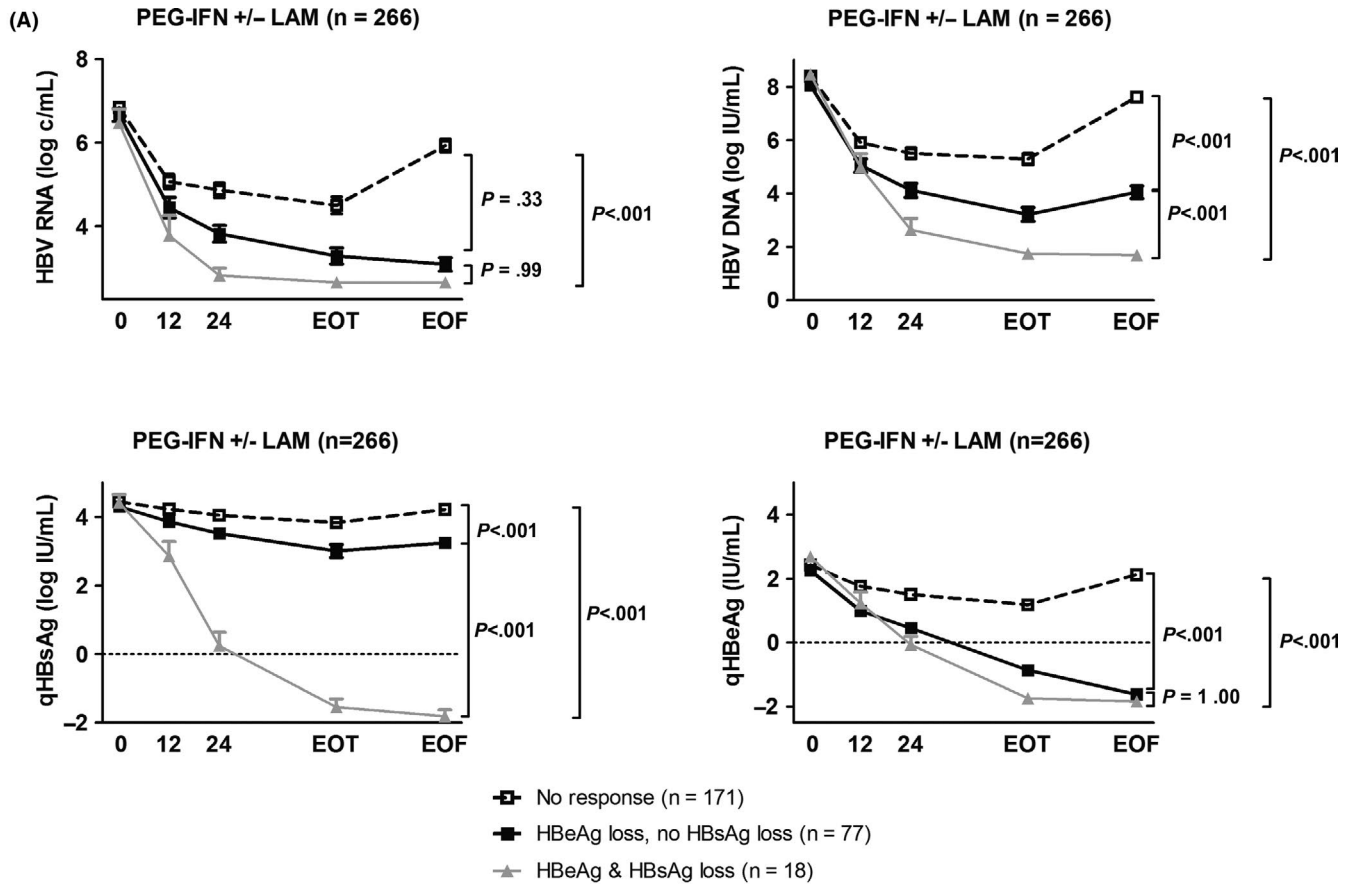 (A)
PEG-IFN +/- LAM (n = 266)
HBV RNA (log c/mL)
8
6
4
0 12 24 EOT EOF
P = .33
P = .99
P<.001
PEG-IFN +/- LAM (n = 266)
HBV DNA (log IU/mL)
8
6
4
2
0
0 12 24 EOT EOF
P<.001
P<.001
P<.001
PEG-IFN +/- LAM (n=266)
qHBsAg (log IU/mL)
4
2
0
–2
0 12 24 EOT EOF
P<.001
P<.001
P<.001
PEG-IFN +/- LAM (n=266)
qHBeAg (IU/mL)
4
2
0
–2
0 12 24 EOT EOF
P<.001
P = 1 .00
P<.001
No response (n = 171)
HBeAg loss, no HBsAg loss (n = 77)
HBeAg & HBsAg loss (n = 18)